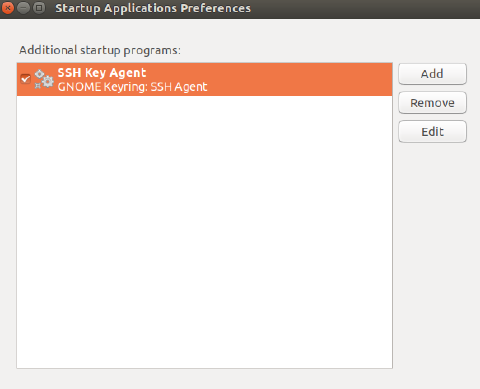 Startup Applications Preferences
Additional startup programs:
SSH Key Agent
GNOME Keyring: SSH Agent
Add
Remove
Edit